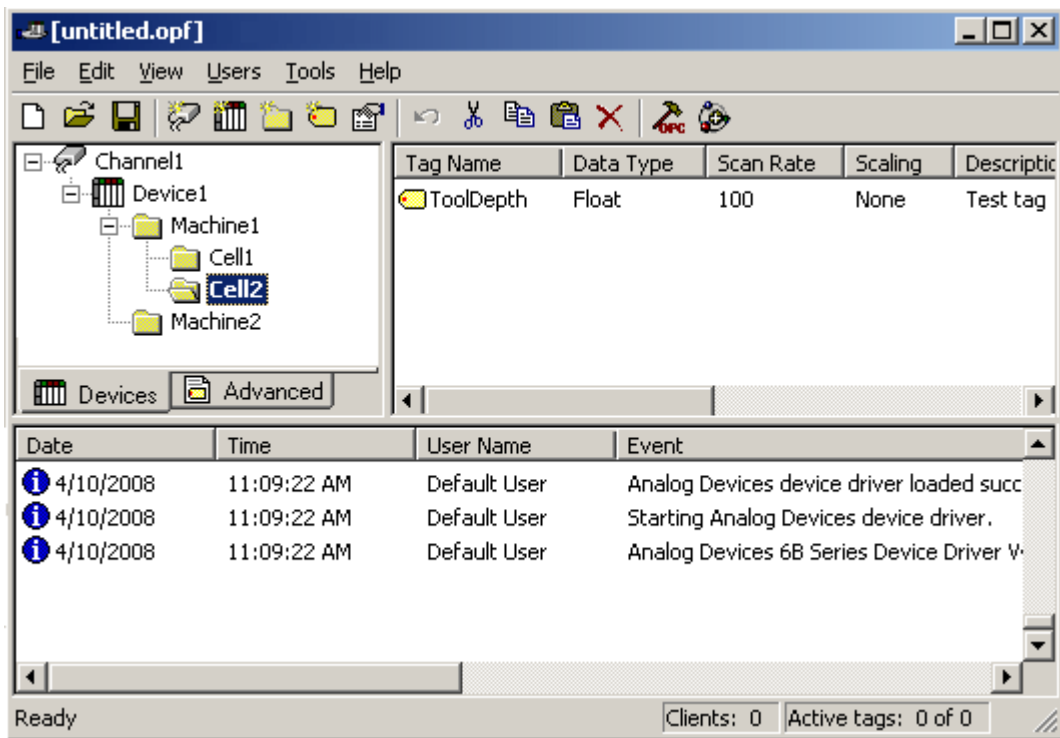 [untitled.opf]
File Edit View Users Tools Help
OPC
Channel1
Device1
Machine1
Cell1
Cell2
Machine2
Devices Advanced
Tag Name Data Type Scan Rate Scaling Descriptic
ToolDepth Float 100 None Test tag
Date Time User Name Event
4/10/2008 11:09:22 AM Default User Analog Devices device driver loaded succ
4/10/2008 11:09:22 AM Default User Starting Analog Devices device driver.
4/10/2008 11:09:22 AM Default User Analog Devices 6B Series Device Driver V
Ready Clients: 0 Active tags: 0 of 0